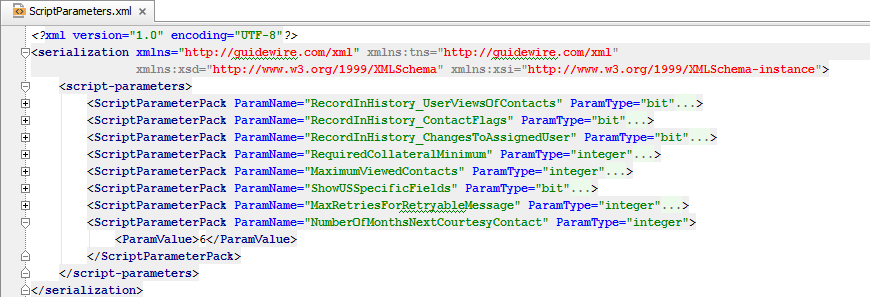 ScriptParameters.xml
<?xml version="1.0" encoding="UTF-8"?>
<serialization xmlns="http://guidewire.com/xml" xmlns:tns="http://guidewire.com/xml"
xmlns:xsd="http://www.w3.org/1999/XMLSchema" xmlns:xsi="http://www.w3.org/1999/XMLSchema-instance">
<script-parameters>
<ScriptParameterPack ParamName="RecordInHistory_UserViewsOfContacts" ParamType="bit"...>
<ScriptParameterPack ParamName="RecordInHistory_ContactFlags" ParamType="bit"...>
<ScriptParameterPack ParamName="RecordInHistory_ChangesToAssignedUser" ParamType="bit"...>
<ScriptParameterPack ParamName="RequiredCollateralMinimum" ParamType="integer"...>
<ScriptParameterPack ParamName="MaximumViewedContacts" ParamType="integer"...>
<ScriptParameterPack ParamName="ShowUSSpecificFields" ParamType="bit"...>
<ScriptParameterPack ParamName="MaxRetriesForRetryableMessage" ParamType="integer"...>
<ScriptParameterPack ParamName="NumberOfMonthsNextCourtesyContact" ParamType="integer">
<ParamValue>6</ParamValue>
</ScriptParameterPack>
</script-parameters>
</serialization>